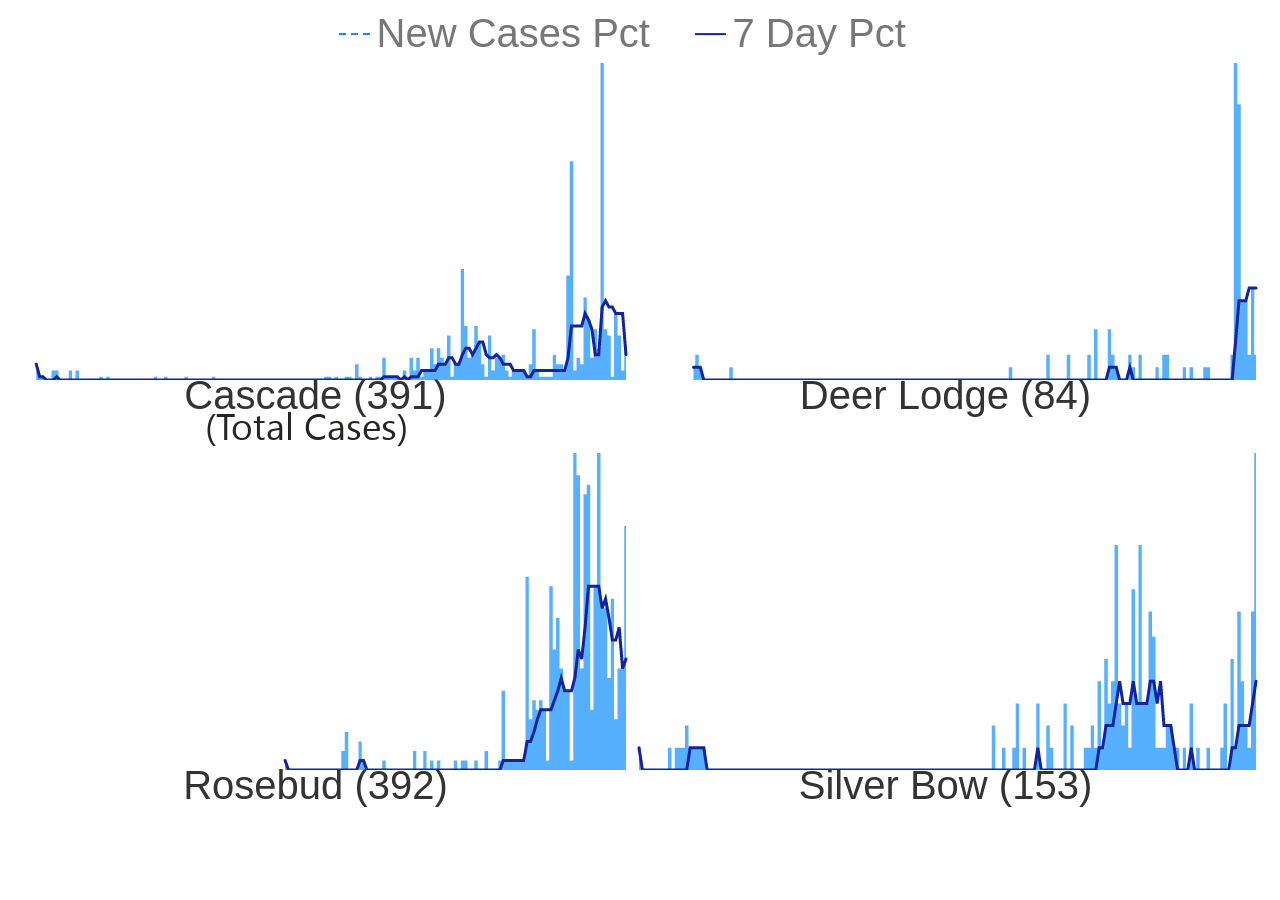 New Cases Pct 7 Day Pct
Cascade (391) Deer Lodge (84)
(Total Cases)
Rosebud (392) Silver Bow (153)